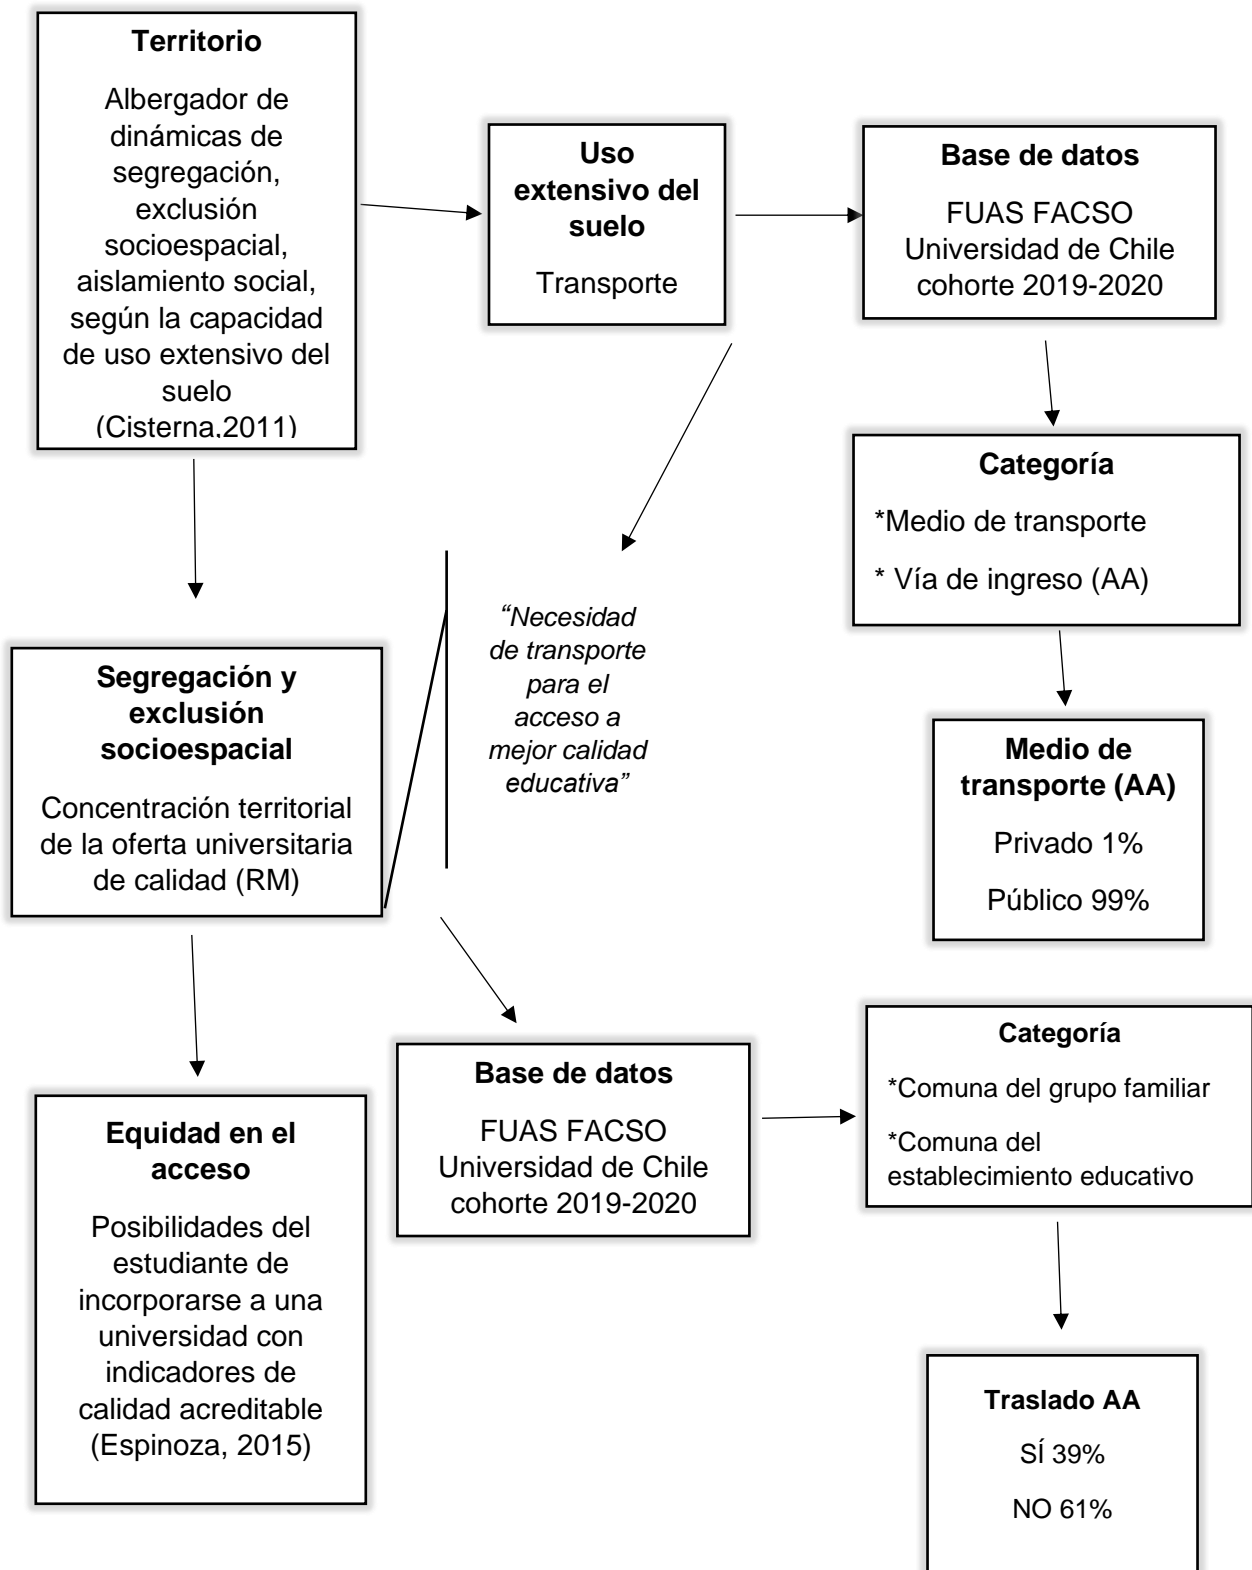 Territorio
Albergador de
dinámicas de
segregación,
exclusión
socioespacial,
aislamiento social,
según la capacidad
de uso extensivo del
suelo
(Cisterna,2011)
Uso
extensivo del
suelo
Transporte
Base de datos
FUAS FACSO
Universidad de Chile
cohorte 2019-2020
Categoría
*Medio de transporte
* Vía de ingreso (AA)
Medio de
transporte (AA)
Privado 1%
Público 99%
“Necesidad
de transporte
para el
acceso a
mejor calidad
educativa”
Segregación y
exclusión
socioespacial
Concentración territorial
de la oferta universitaria
de calidad (RM)
Equidad en el
acceso
Posibilidades del
estudiante de
incorporarse a una
universidad con
indicadores de
calidad acreditable
(Espinoza, 2015)
Base de datos
FUAS FACSO
Universidad de Chile
cohorte 2019-2020
Categoría
*Comuna del grupo familiar
*Comuna del
establecimiento educativo
Traslado AA
SÍ 39%
NO 61%